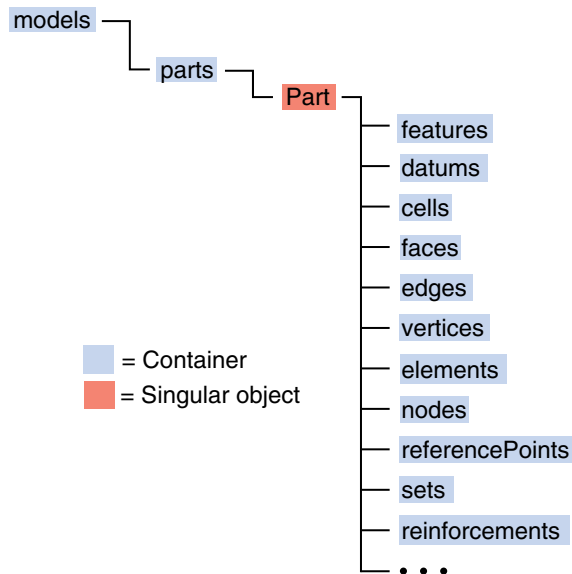 models
parts
Part
features
datums
cells
faces
edges
vertices
= Container
elements
= Singular object
nodes
referencePoints
sets
reinforcements
• • •